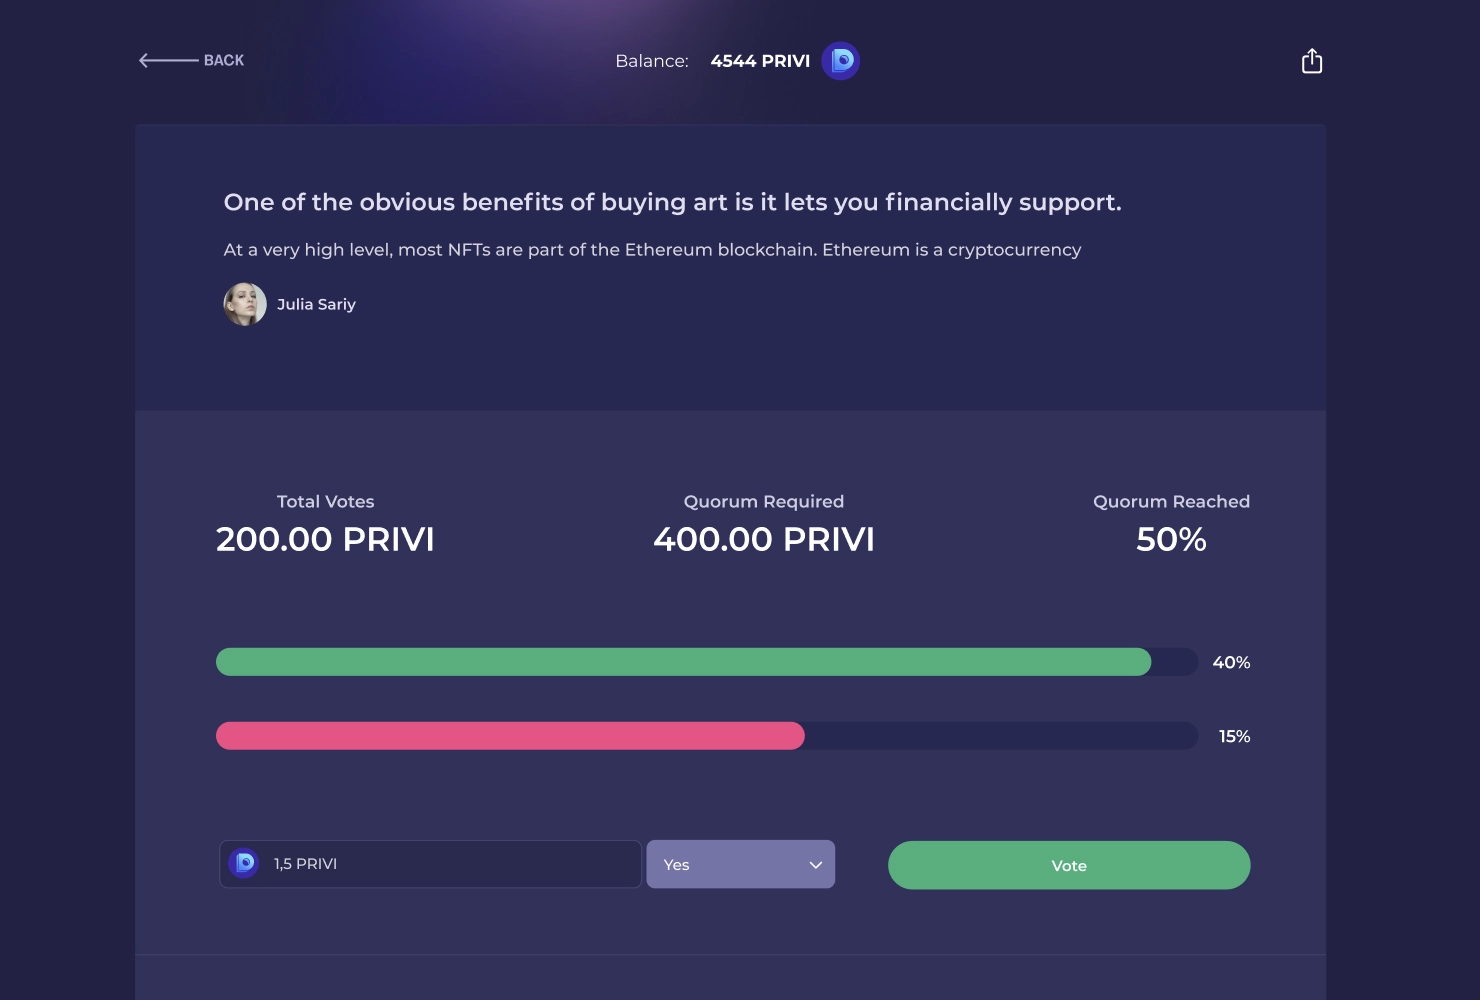 BACK
Balance: 4544 PRIVI
One of the obvious benefits of buying art is it lets you financially support.
At a very high level, most NFTs are part of the Ethereum blockchain. Ethereum is a cryptocurrency
Julia Sariy
Total Votes
200.00 PRIVI
Quorum Required
400.00 PRIVI
Quorum Reached
50%
40%
15%
1,5 PRIVI
Yes
Vote